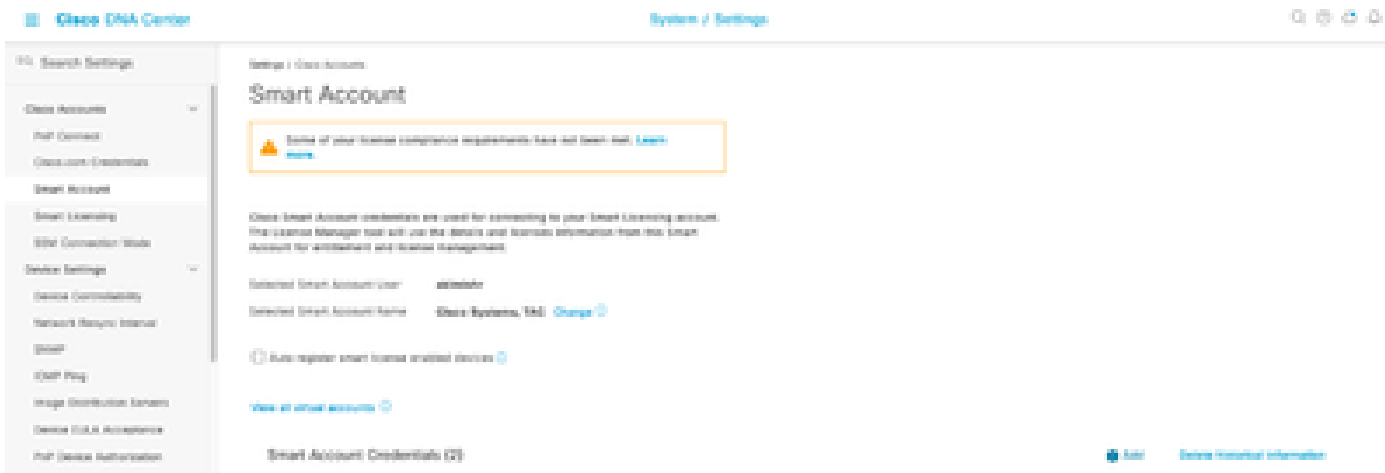 Cisco DNA Center
System / Settings
Search Settings
Cisco Accounts
PnP Connect
Cisco.com Credentials
Smart Account
Smart Licensing
SSM Connection Mode
Device Settings
Device Controllability
Network Resync Interval
SNMP
ICMP Ping
Image Distribution Servers
Device EULA Acceptance
PnP Device Authorization
Settings / Cisco Accounts
Smart Account
Some of your license compliance requirements have not been met. Learn
more.
Cisco Smart Account credentials are used for connecting to your Smart Licensing account.
The License Manager tool will use the details and licenses information from this Smart
Account for entitlement and license management.
Selected Smart Account User
Selected Smart Account Name Cisco Systems, TAC Change
Auto register smart license enabled devices
View all virtual accounts
Smart Account Credentials (2)
Add
Delete Historical Information